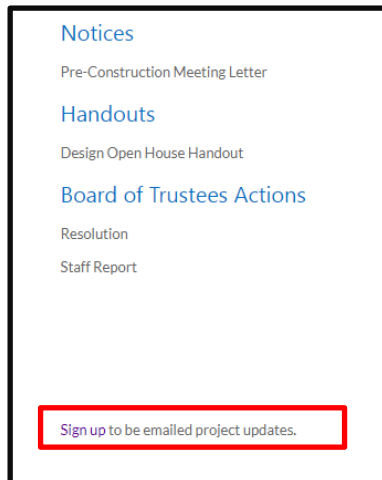 Notices
Pre-Construction Meeting Letter
Handouts
Design Open House Handout
Board of Trustees Actions
Resolution
Staff Report
Sign up to be emailed project updates.